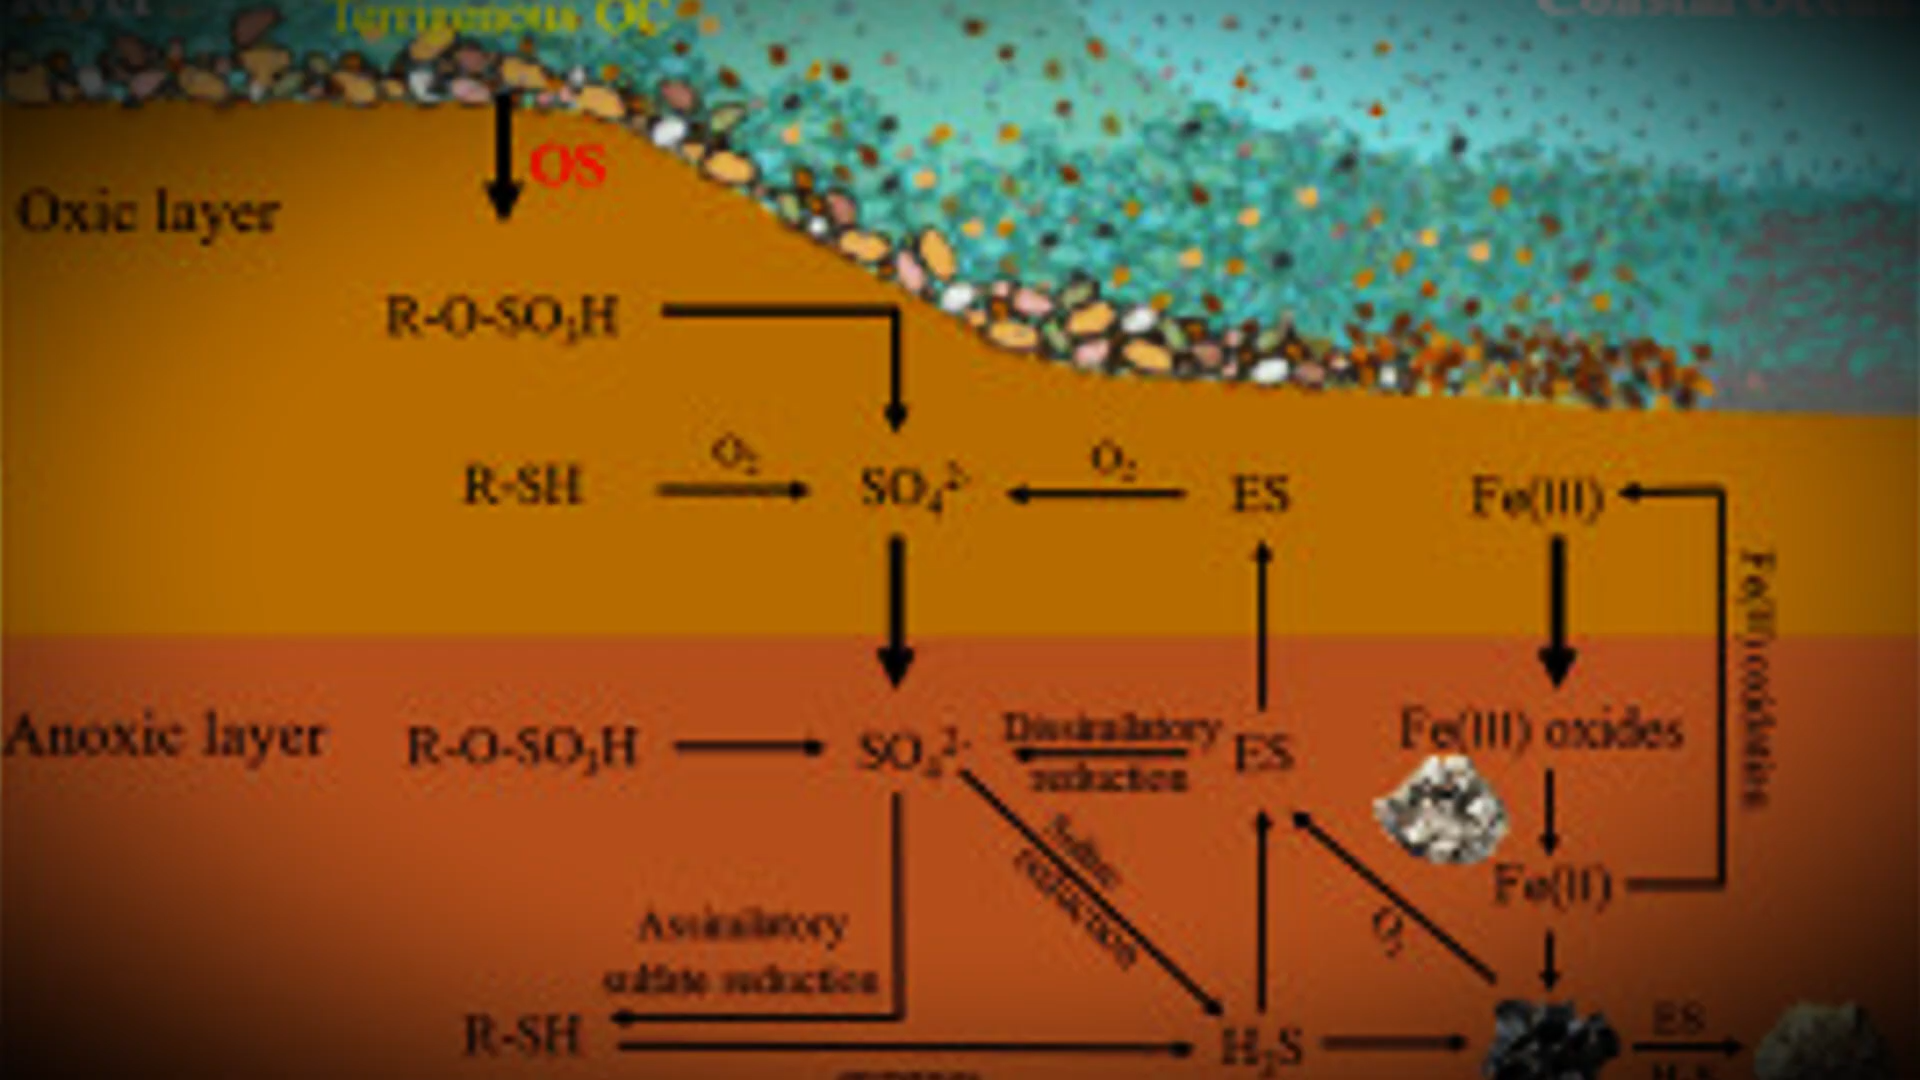 Terrigenous OC
OS
Oxic layer
R-O-SO₃H
R-SH
O₂
SO₄²⁻
O₂
ES
Fe(III)
Fe(II) oxidation
Anoxic layer
R-O-SO₃H
SO₄²⁻
Dissimilatory
reduction
ES
Fe(III) oxides
reduction
Fe(II)
O₂
Assimilatory
sulfate reduction
R-SH
H₂S
ES